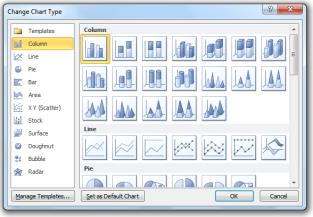 Change Chart Type
Templates
Column
Line
Pie
Bar
Area
X Y (Scatter)
Stock
Surface
Doughnut
Bubble
Radar
Column
Line
Pie
Manage Templates...
Set as Default Chart
OK
Cancel